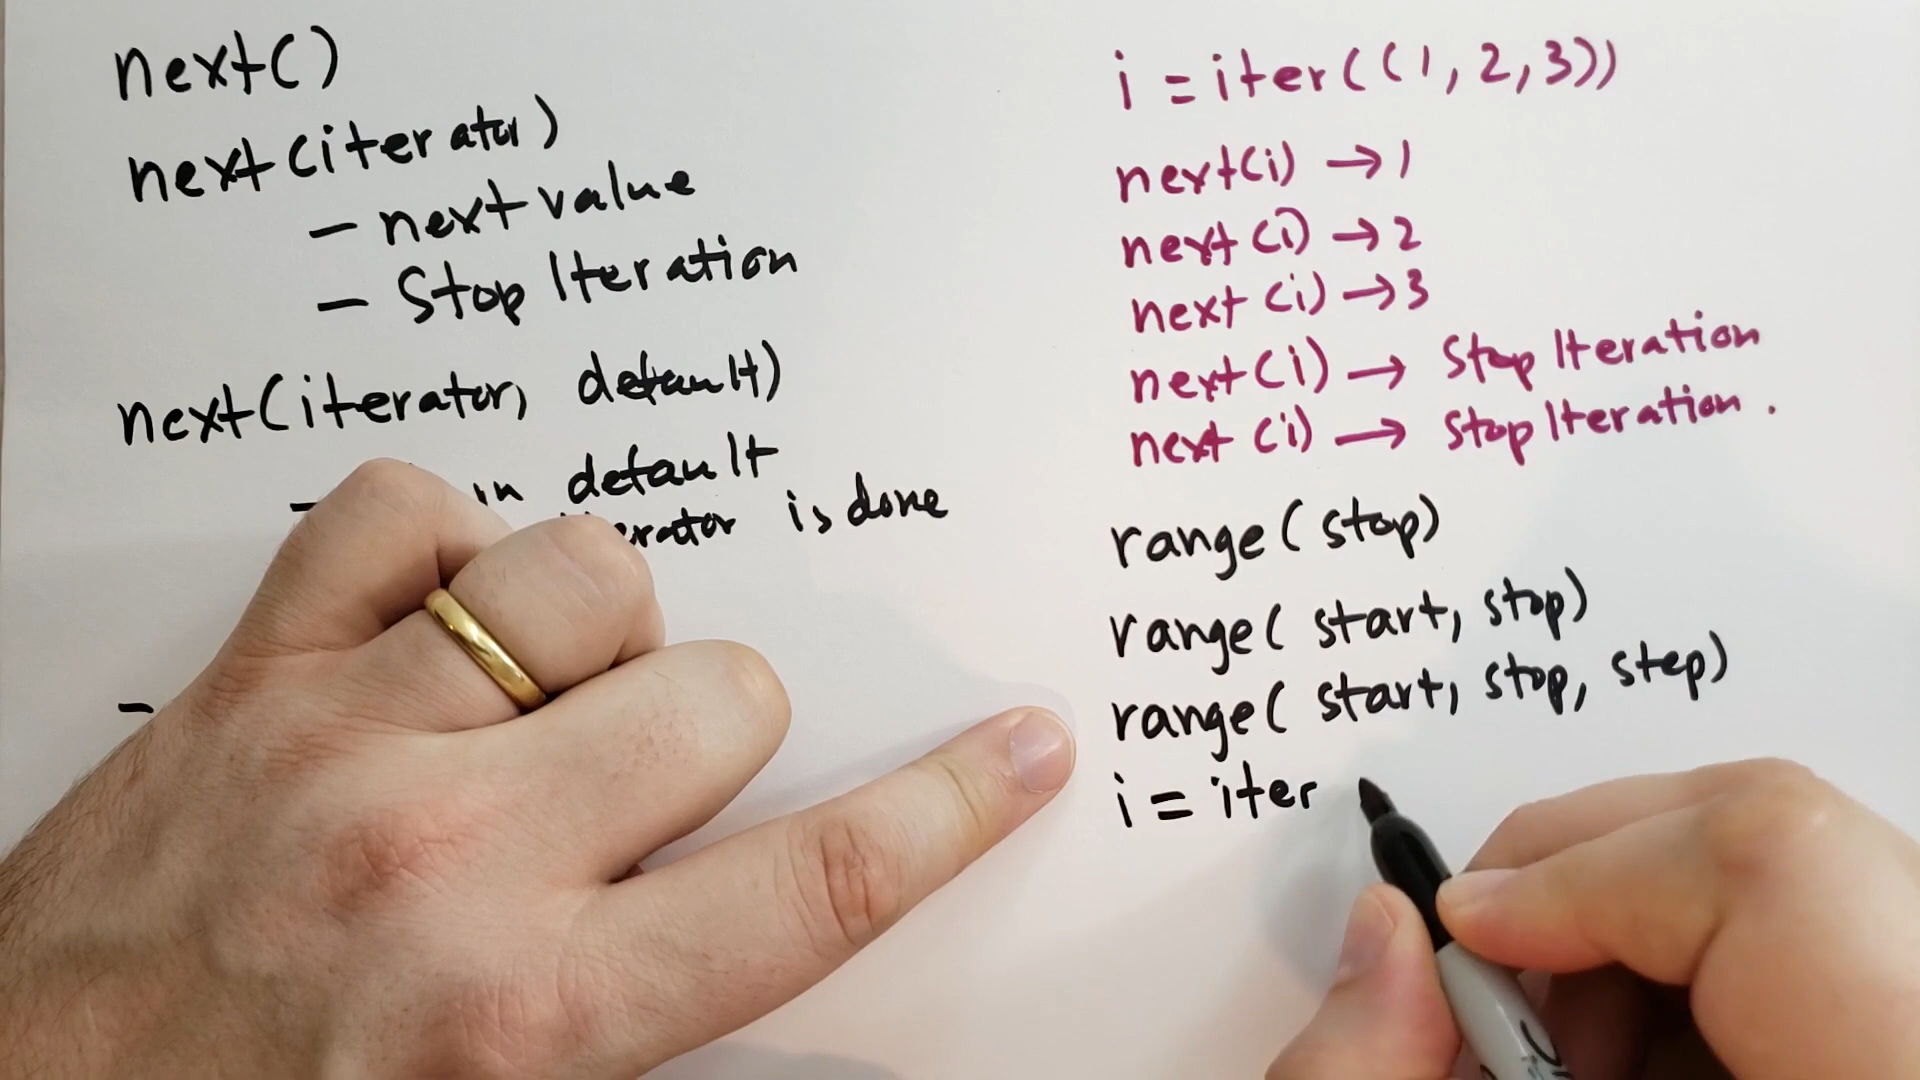 next()
next(iterator)
- next value
- Stop Iteration
next(iterator, default)
- in default
is done
-
i = iter((1,2,3))
next(i) → 1
next(i) → 2
next(i) → 3
next(i) → Stop Iteration
next(i) → Stop Iteration.
range(stop)
range(start, stop)
range(start, stop, step)
i = iter